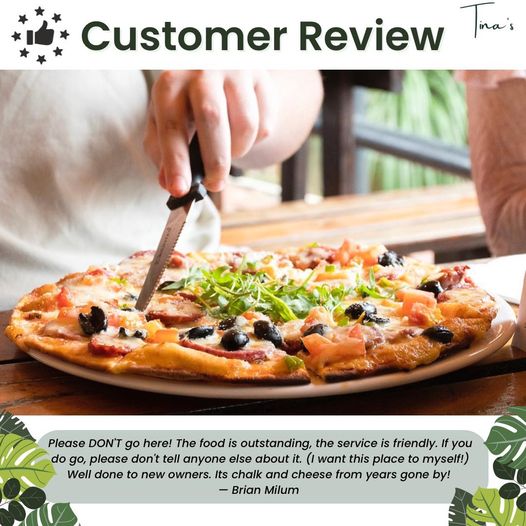 Customer Review
Tina's
Please DON'T go here! The food is outstanding, the service is friendly. If you
do go, please don't tell anyone else about it. (I want this place to myself!)
Well done to new owners. Its chalk and cheese from years gone by!
— Brian Milum